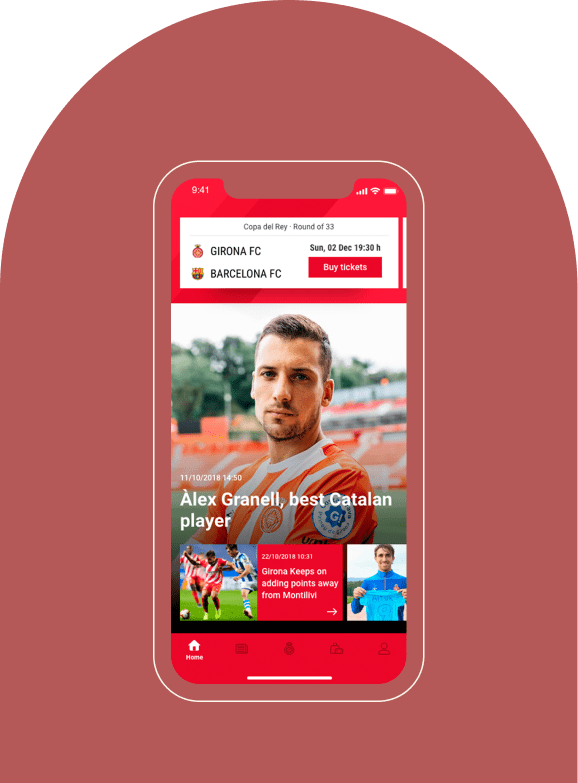 9:41
Copa del Rey · Round of 33
GIRONA FC
Sun, 02 Dec 19:30 h
BARCELONA FC
Buy tickets
11/10/2018 14:50
Àlex Granell, best Catalan
player
22/10/2018 10:31
Girona Keeps on
adding points away
from Montilivi
Home